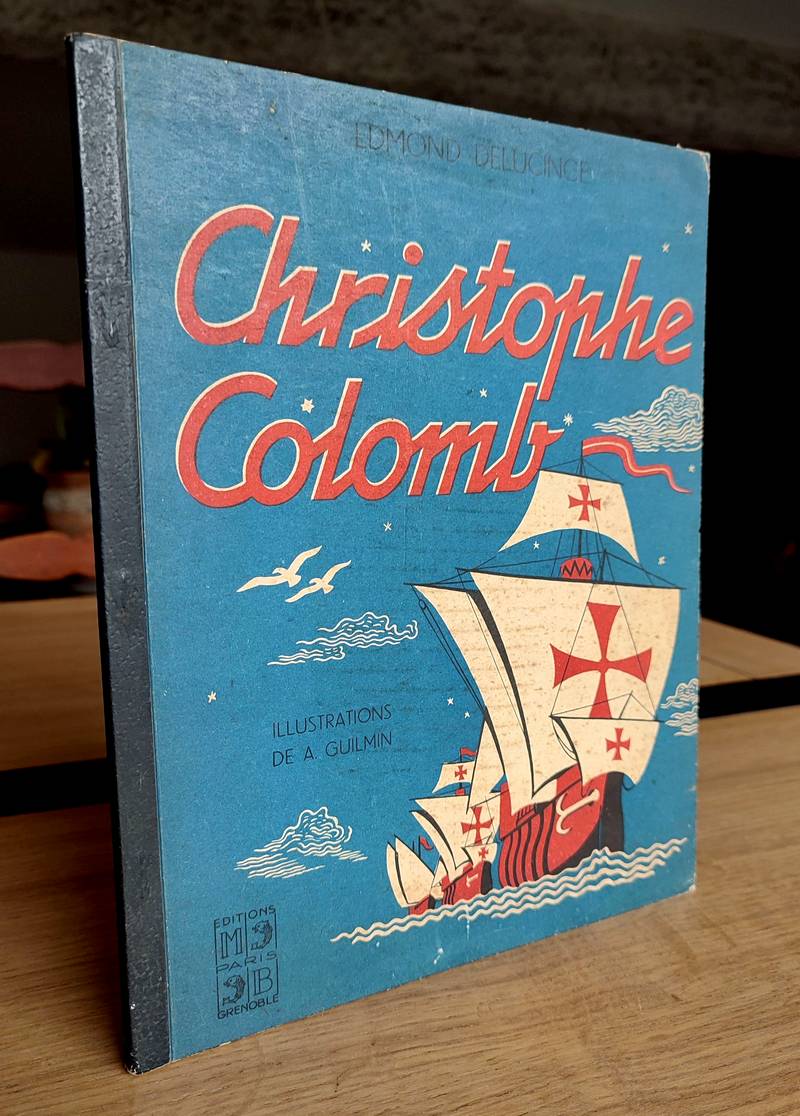 EDMOND DELUCINGE
Christophe
Colomb
ILLUSTRATIONS
DE A. GUILMIN
EDITIONS
M
PARIS
B
GRENOBLE